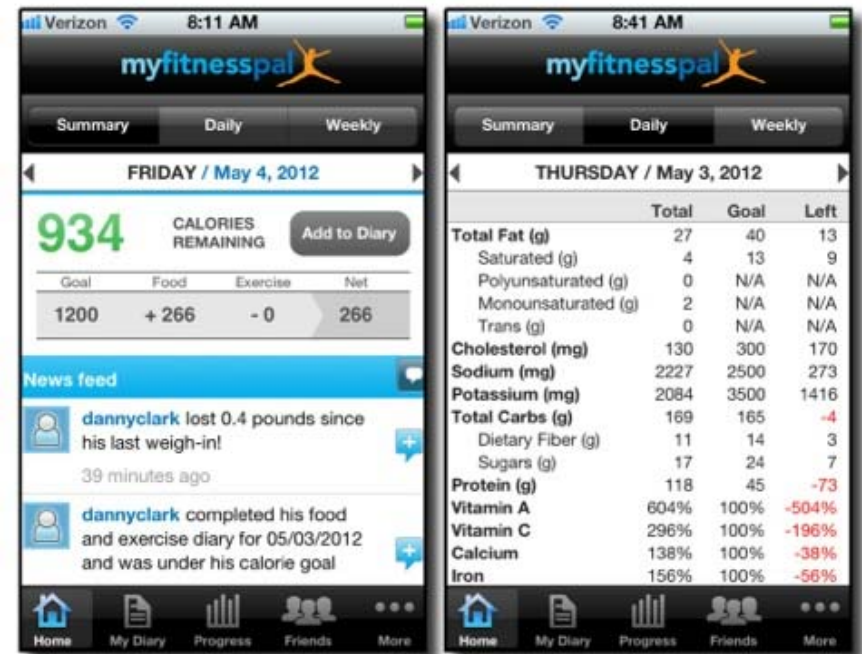 Verizon 8:11 AM
myfitnesspal
Summary Daily Weekly
FRIDAY / May 4, 2012
934 CALORIES REMAINING Add to Diary
Goal Food Exercise Net
1200 + 266 - 0 266
News feed
dannyclark lost 0.4 pounds since
his last weigh-in!
39 minutes ago
dannyclark completed his food
and exercise diary for 05/03/2012
and was under his calorie goal
Home My Diary Progress Friends More
Verizon 8:41 AM
myfitnesspal
Summary Daily Weekly
THURSDAY / May 3, 2012
Total Goal Left
Total Fat (g) 27 40 13
Saturated (g) 4 13 9
Polyunsaturated (g) 0 N/A N/A
Monounsaturated (g) 2 N/A N/A
Trans (g) 0 N/A N/A
Cholesterol (mg) 130 300 170
Sodium (mg) 2227 2500 273
Potassium (mg) 2084 3500 1416
Total Carbs (g) 169 165 -4
Dietary Fiber (g) 11 14 3
Sugars (g) 17 24 7
Protein (g) 118 45 -73
Vitamin A 604% 100% -504%
Vitamin C 296% 100% -196%
Calcium 138% 100% -38%
Iron 156% 100% -56%
Home My Diary Progress Friends More